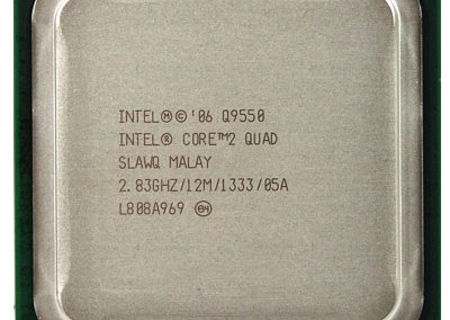 INTEL®©'06 Q9550
INTEL® CORE™2 QUAD
SLAWQ MALAY
2.83GHZ/12M/1333/05A
L808A969 e4